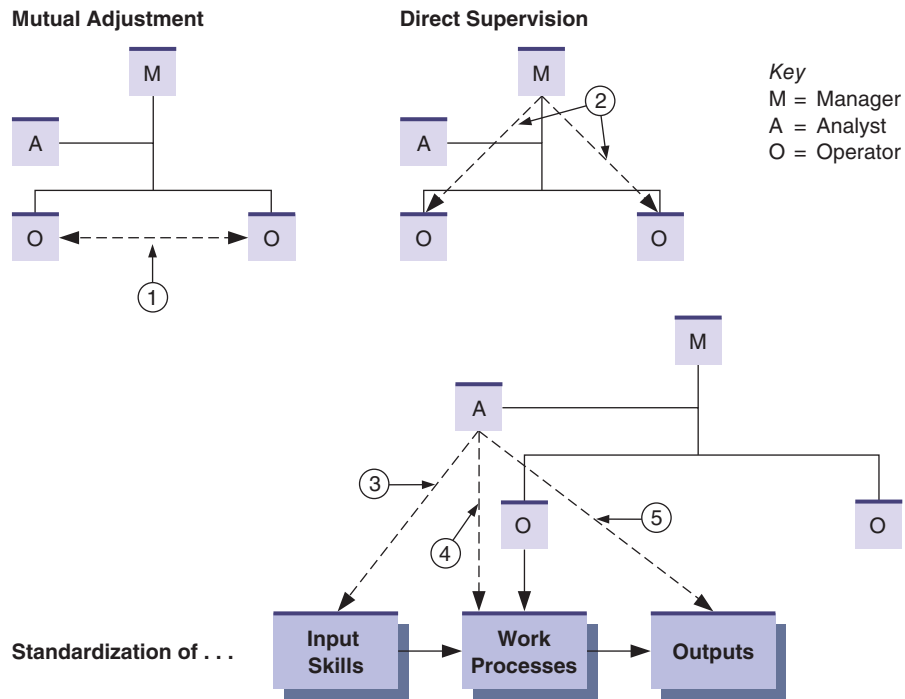 Mutual Adjustment
Direct Supervision
M
M
Key
M = Manager
A = Analyst
O = Operator
2
A
A
O
O
O
O
1
M
A
3
5
O
O
4
Standardization of . . .
Input
Skills
Work
Processes
Outputs